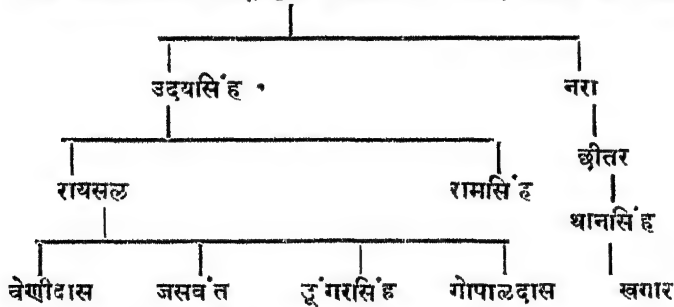 उदयसिंह · नरा
छीतर
रायसल रामसिंह
थानसिंह
वेणीदास जसवंत डूंगरसिंह गोपालदास खगार